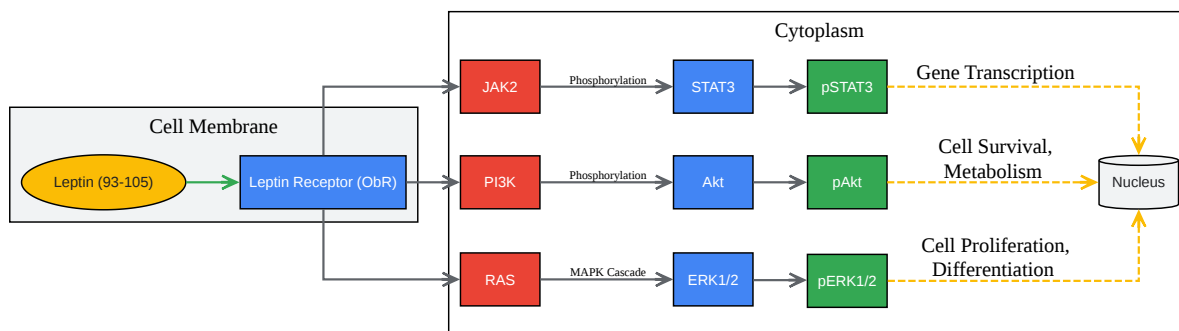 Cytoplasm
JAK2
Phosphorylation
STAT3
pSTAT3
Gene Transcription
Cell Membrane
Leptin (93-105)
Leptin Receptor (ObR)
PI3K
Phosphorylation
Akt
pAkt
Cell Survival,
Metabolism
Nucleus
RAS
MAPK Cascade
ERK1/2
pERK1/2
Cell Proliferation,
Differentiation